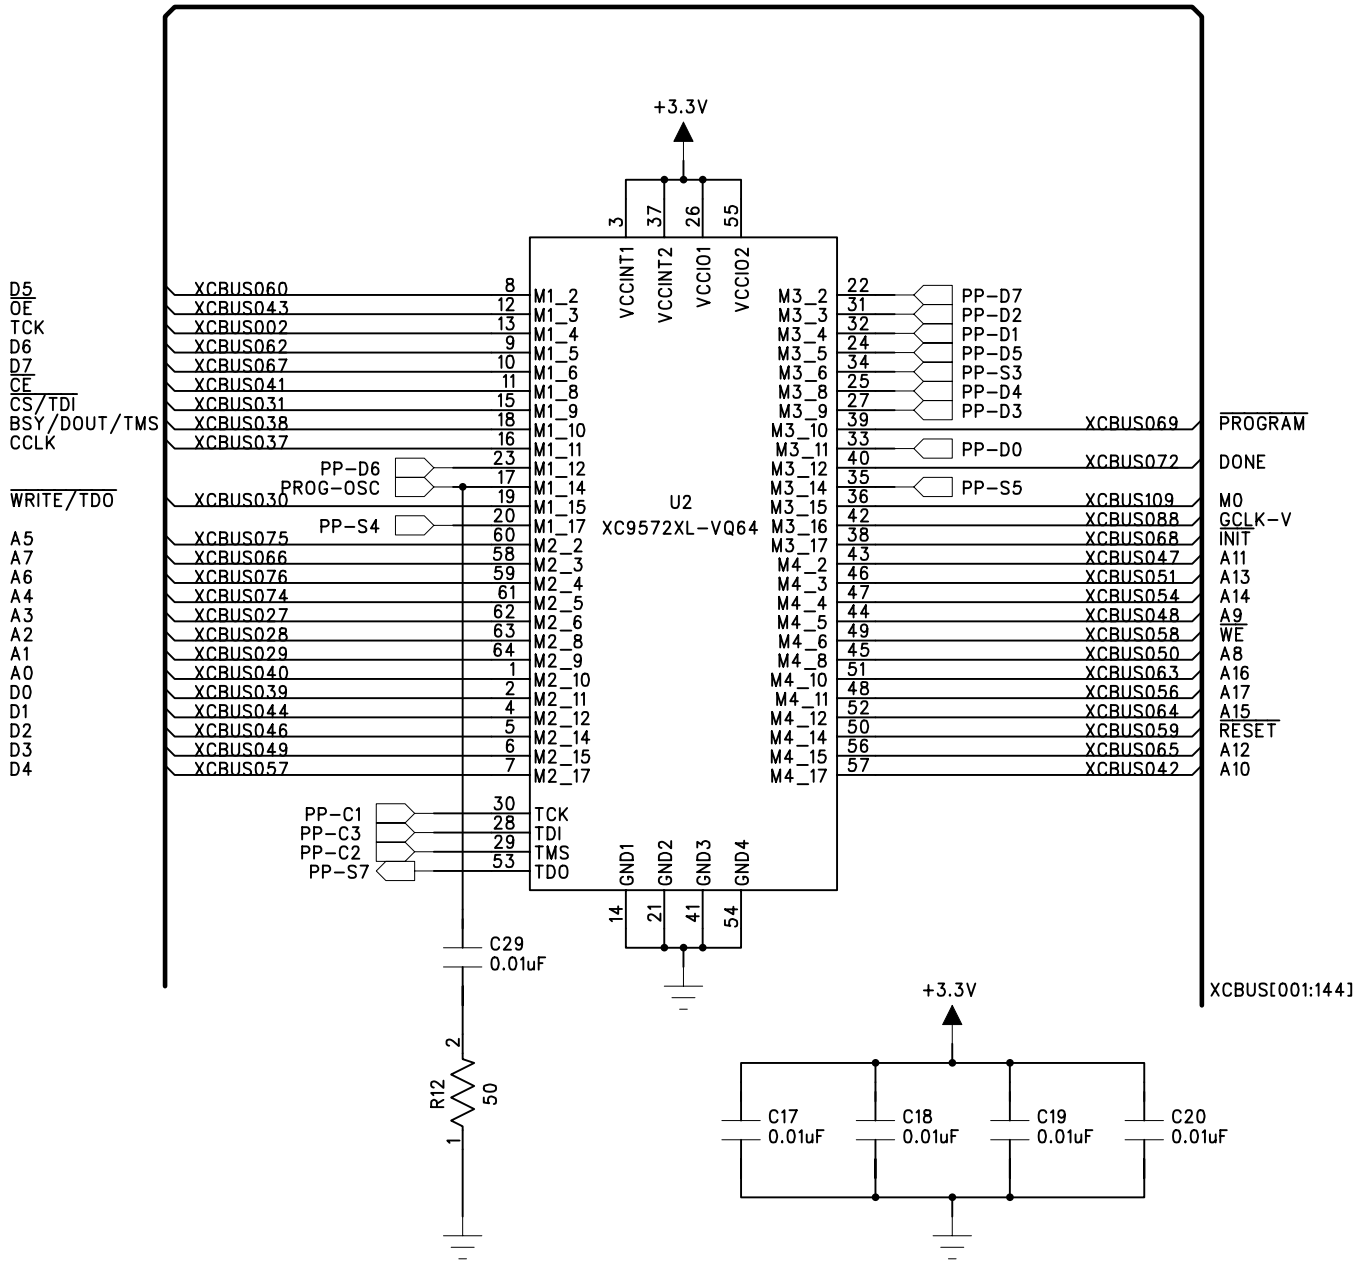 +3.3V
3 37 26 55
VCCINT1 VCCINT2 VCCIO1 VCCIO2
D5 XCBUS060 8 M1_2 M3_2 22 PP-D7
OE XCBUS043 12 M1_3 M3_3 31 PP-D2
TCK XCBUS002 13 M1_4 M3_4 32 PP-D1
D6 XCBUS062 9 M1_5 M3_5 24 PP-D5
D7 XCBUS067 10 M1_6 M3_6 34 PP-S3
CE XCBUS041 11 M1_8 M3_8 25 PP-D4
CS/TDI XCBUS031 15 M1_9 M3_9 27 PP-D3
BSY/DOUT/TMS XCBUS038 18 M1_10 M3_10 39 XCBUS069 PROGRAM
CCLK XCBUS037 16 M1_11 M3_11 33 PP-D0
PP-D6 23 M1_12 M3_12 40 XCBUS072 DONE
PROG-OSC 17 M1_14 M3_14 35 PP-S5
WRITE/TDO XCBUS030 19 M1_15 U2 M3_15 36 XCBUS109 M0
PP-S4 20 M1_17 XC9572XL-VQ64 M3_16 42 XCBUS088 GCLK-V
A5 XCBUS075 60 M2_2 M3_17 38 XCBUS068 INIT
A7 XCBUS066 58 M2_3 M4_2 43 XCBUS047 A11
A6 XCBUS076 59 M2_4 M4_3 46 XCBUS051 A13
A4 XCBUS074 61 M2_5 M4_4 47 XCBUS054 A14
A3 XCBUS027 62 M2_6 M4_5 44 XCBUS048 A9
A2 XCBUS028 63 M2_8 M4_6 49 XCBUS058 WE
A1 XCBUS029 64 M2_9 M4_8 45 XCBUS050 A8
A0 XCBUS040 1 M2_10 M4_10 51 XCBUS063 A16
D0 XCBUS039 2 M2_11 M4_11 48 XCBUS056 A17
D1 XCBUS044 4 M2_12 M4_12 52 XCBUS064 A15
D2 XCBUS046 5 M2_14 M4_14 50 XCBUS059 RESET
D3 XCBUS049 6 M2_15 M4_15 56 XCBUS065 A12
D4 XCBUS057 7 M2_17 M4_17 57 XCBUS042 A10
PP-C1 30 TCK
PP-C3 28 TDI
PP-C2 29 TMS
PP-S7 53 TDO
GND1 GND2 GND3 GND4
14 21 41 54
C29
0.01uF
+3.3V
XCBUS[001:144]
2
R12 50
1
C17 C18 C19 C20
0.01uF 0.01uF 0.01uF 0.01uF